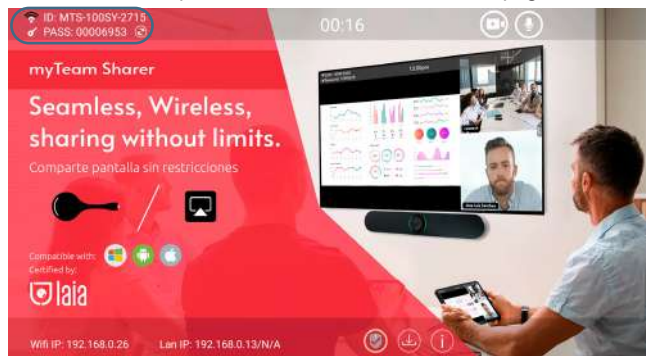 ID: MTS-100SY-2715
PASS: 00006953
00:16
myTeam Sharer
Seamless, Wireless,
sharing without limits.
Comparte pantalla sin restricciones
Compatible with:
Certified by:
laia
Wifi IP: 192.168.0.26 Lan IP: 192.168.0.13/N/A